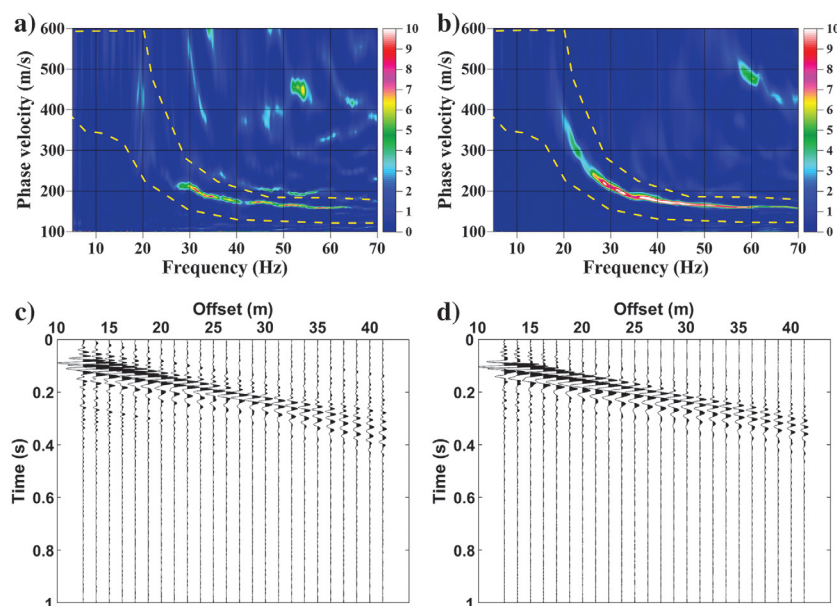 a)
600
500
400
300
200
100
Phase velocity (m/s)
10 20 30 40 50 60 70
Frequency (Hz)
10
9
8
7
6
5
4
3
2
1
0
b)
600
500
400
300
200
100
Phase velocity (m/s)
10 20 30 40 50 60 70
Frequency (Hz)
10
9
8
7
6
5
4
3
2
1
0
c)
Offset (m)
10 15 20 25 30 35 40
0
0.2
0.4
0.6
0.8
1
Time (s)
d)
Offset (m)
10 15 20 25 30 35 40
0
0.2
0.4
0.6
0.8
1
Time (s)